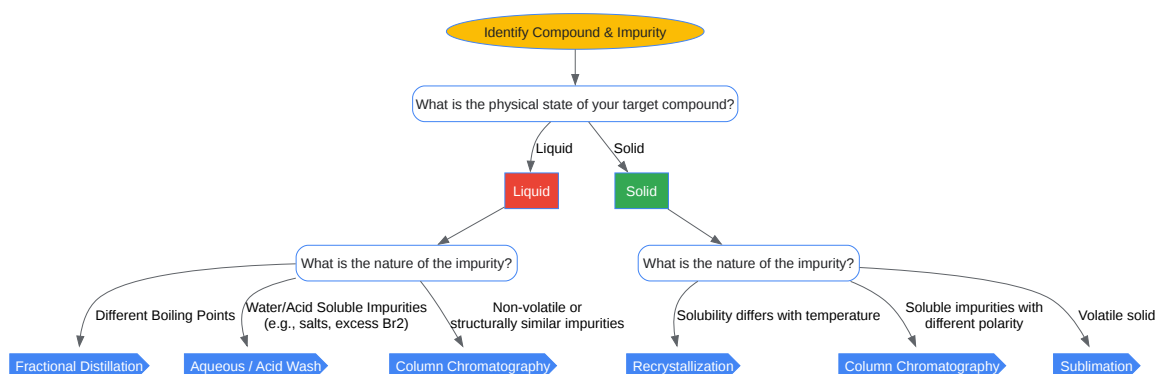 Identify Compound & Impurity
What is the physical state of your target compound?
Liquid
Solid
Liquid
Solid
What is the nature of the impurity?
What is the nature of the impurity?
Different Boiling Points
Water/Acid Soluble Impurities
(e.g., salts, excess Br2)
Non-volatile or
structurally similar impurities
Solubility differs with temperature
Soluble impurities with
different polarity
Volatile solid
Fractional Distillation
Aqueous / Acid Wash
Column Chromatography
Recrystallization
Column Chromatography
Sublimation